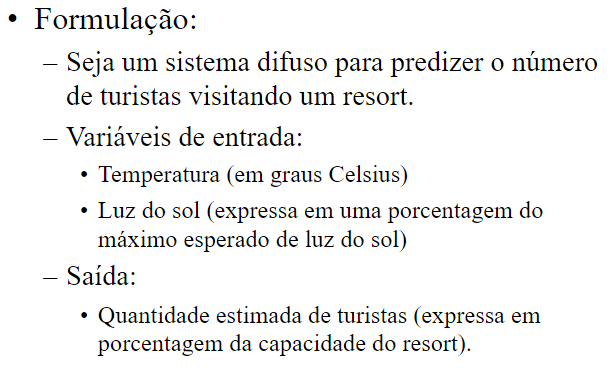 • Formulação:
– Seja um sistema difuso para predizer o número
de turistas visitando um resort.
– Variáveis de entrada:
• Temperatura (em graus Celsius)
• Luz do sol (expressa em uma porcentagem do
máximo esperado de luz do sol)
– Saída:
• Quantidade estimada de turistas (expressa em
porcentagem da capacidade do resort).